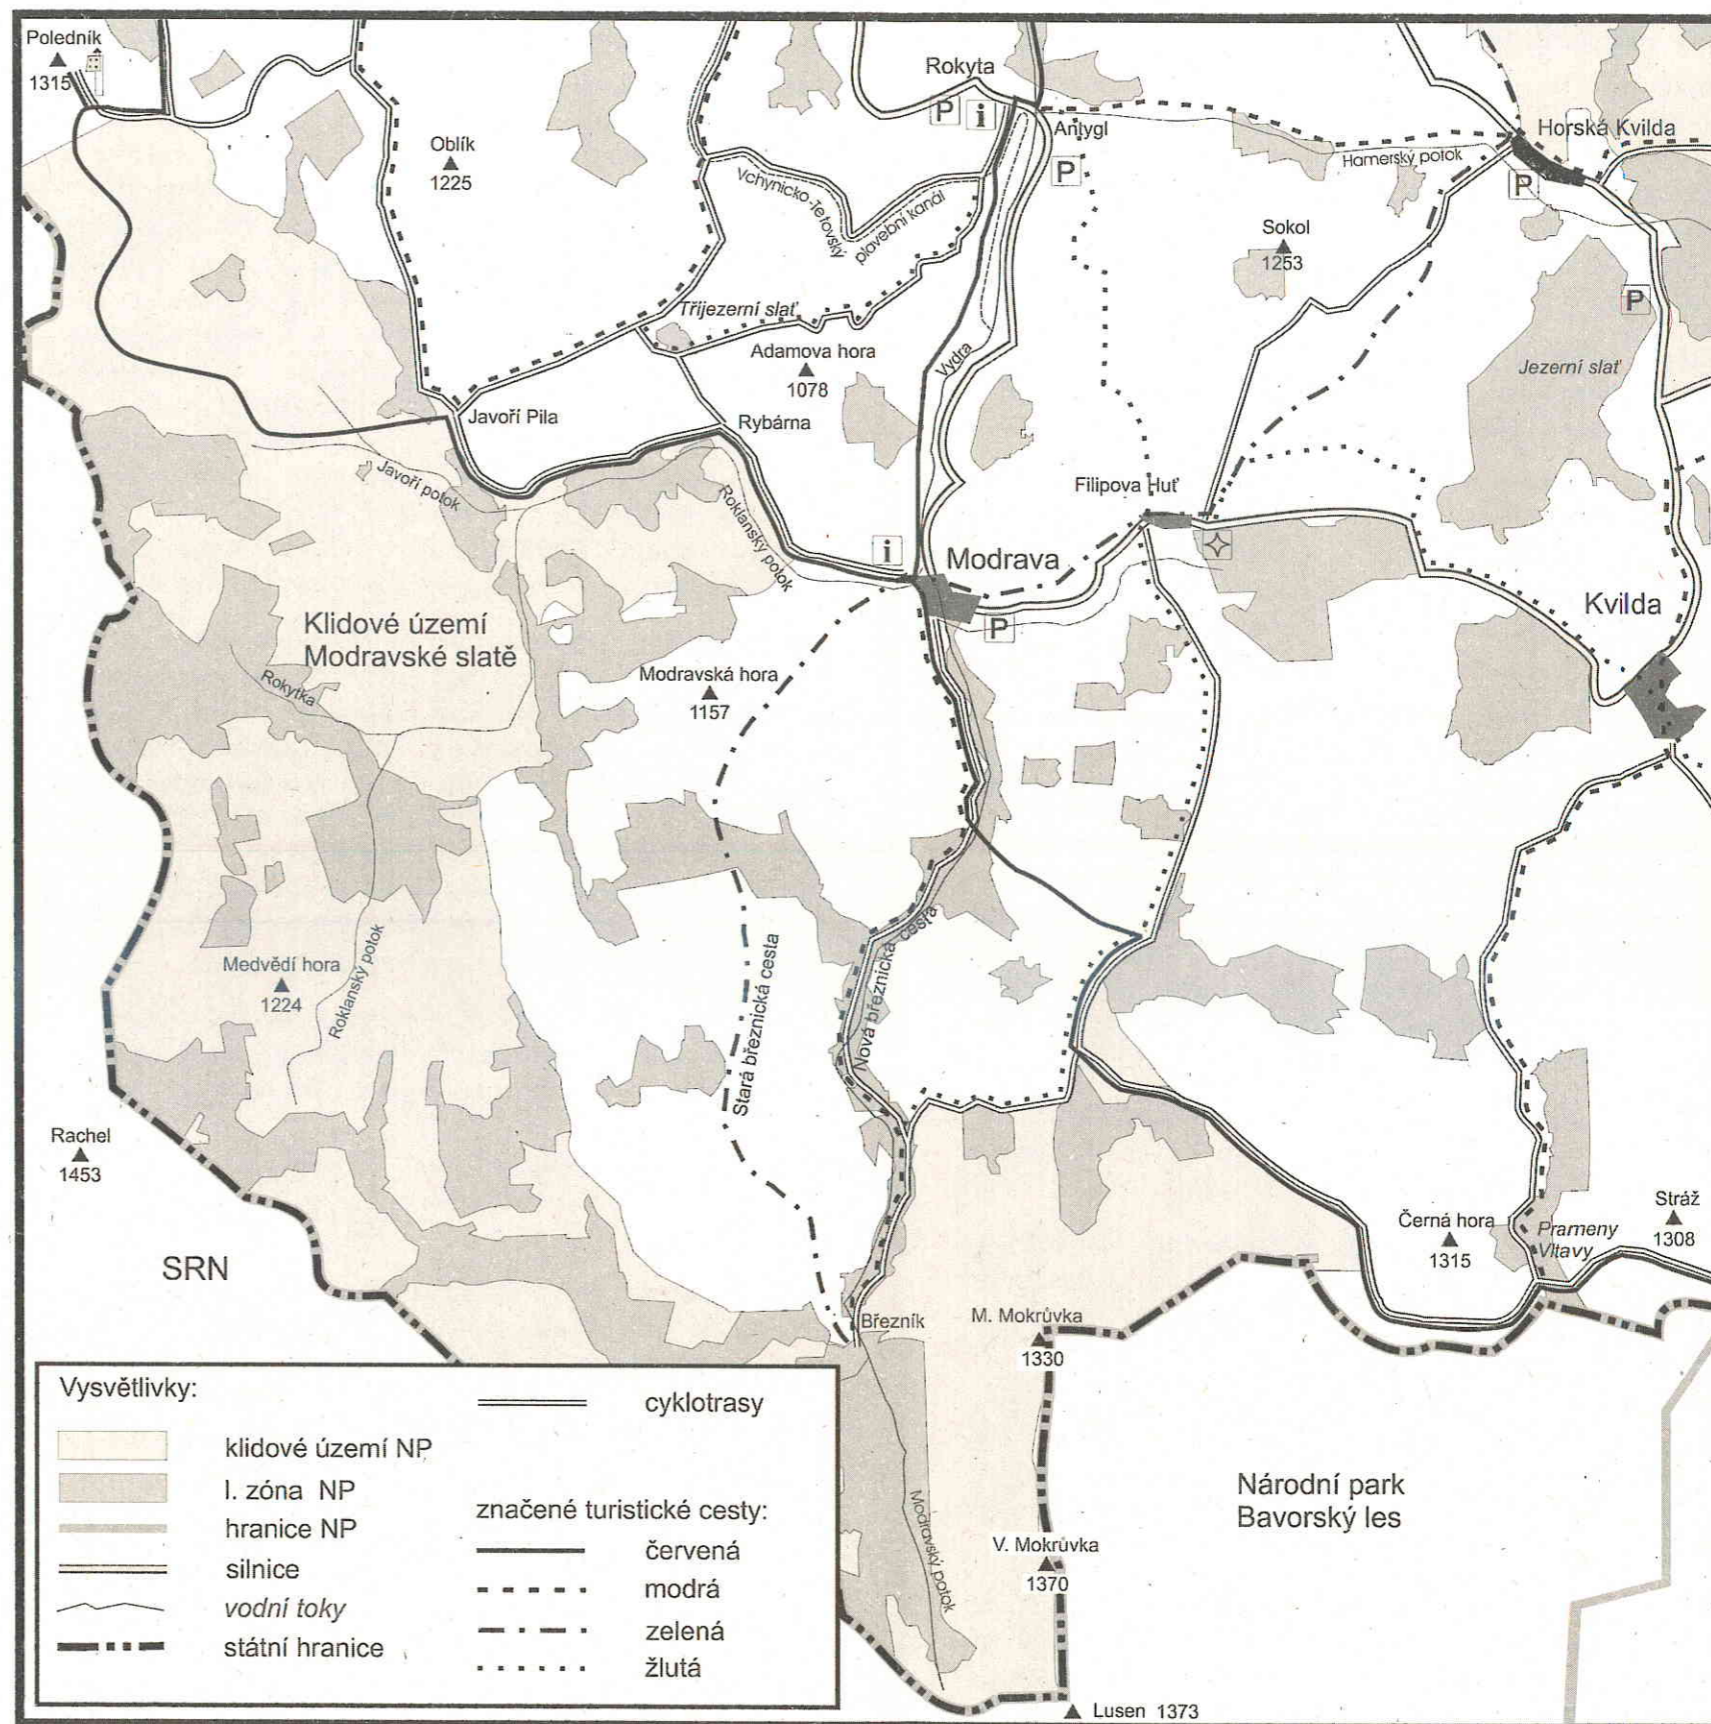 Poledník
1315
Rokyta
P
i
Antygl
P
Horská Kvilda
Hamerský potok
P
Oblík
1225
Vchynicko-Tetovský
plavební kanál
Sokol
1253
P
Tříjezerní slať
Adamova hora
1078
Vydra
Jezerní slať
Javoří Pila
Rybárna
Javoří potok
Roklanský potok
Filipova Huť
i
Modrava
P
Kvilda
Klidové území
Modravské slatě
Rokytka
Modravská hora
1157
Medvědí hora
1224
Roklanský potok
Stará březnická cesta
Nová březnická cesta
Rachel
1453
SRN
Černá hora
1315
Prameny
Vltavy
Stráž
1308
Březník
M. Mokrůvka
1330
Modravský potok
V. Mokrůvka
1370
Národní park
Bavorský les
Lusen 1373
Vysvětlivky:
klidové území NP
I. zóna NP
hranice NP
silnice
vodní toky
státní hranice
cyklotrasy
značené turistické cesty:
červená
modrá
zelená
žlutá